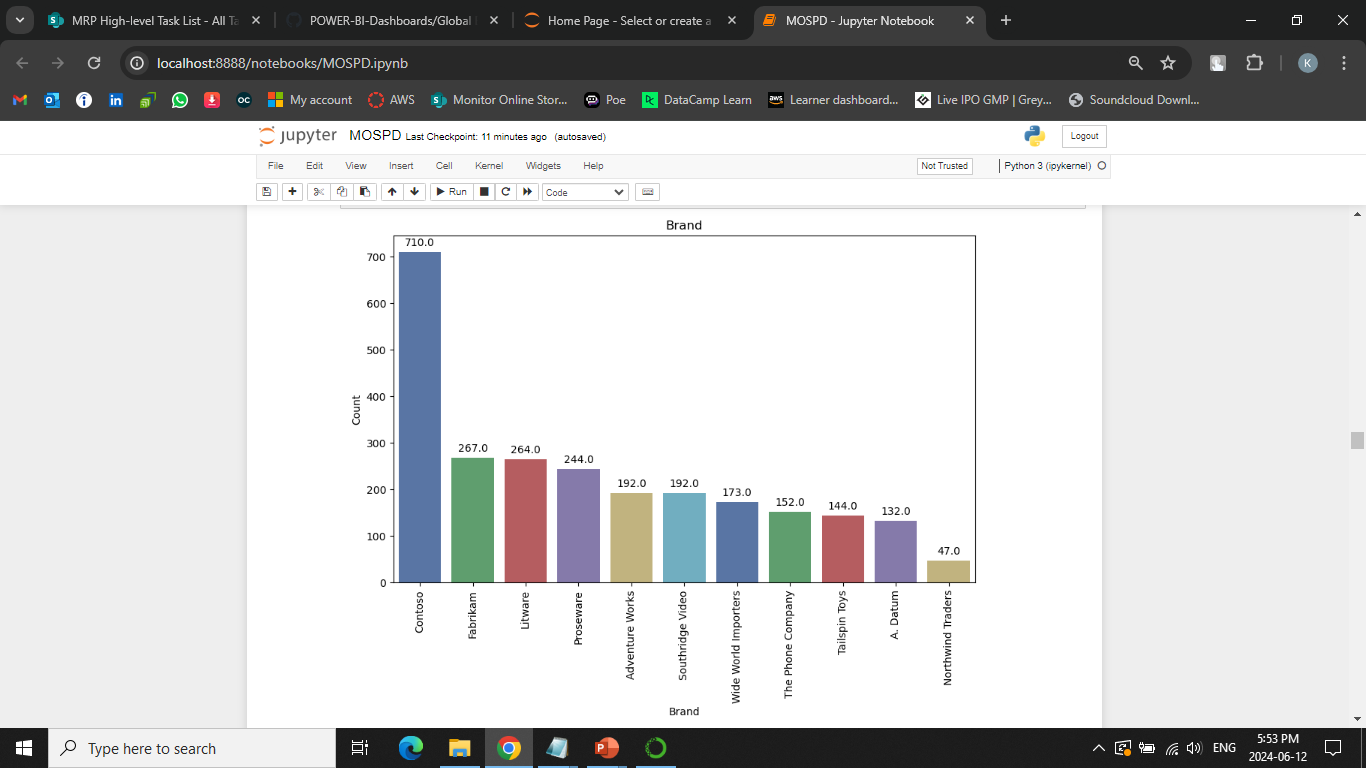 MRP High-level Task List - All Ta
POWER-BI-Dashboards/Global
Home Page - Select or create a
MOSPD - Jupyter Notebook
localhost:8888/notebooks/MOSPD.ipynb
K
My account
AWS
Monitor Online Stor...
Poe
DataCamp Learn
Learner dashboard...
Live IPO GMP | Grey,...
Soundcloud Downl...
jupyter MOSPD Last Checkpoint: 11 minutes ago (autosaved)
Logout
File Edit View Insert Cell Kernel Widgets Help
Not Trusted
Python 3 (ipykernel)
Run
Code
Brand
710.0
267.0
264.0
244.0
192.0
192.0
173.0
152.0
144.0
132.0
47.0
700
600
500
400
300
200
100
0
Count
Contoso
Fabrikam
Litware
Proseware
Adventure Works
Southridge Video
Wide World Importers
The Phone Company
Tailspin Toys
A. Datum
Northwind Traders
Brand
Type here to search
ENG
5:53 PM
2024-06-12